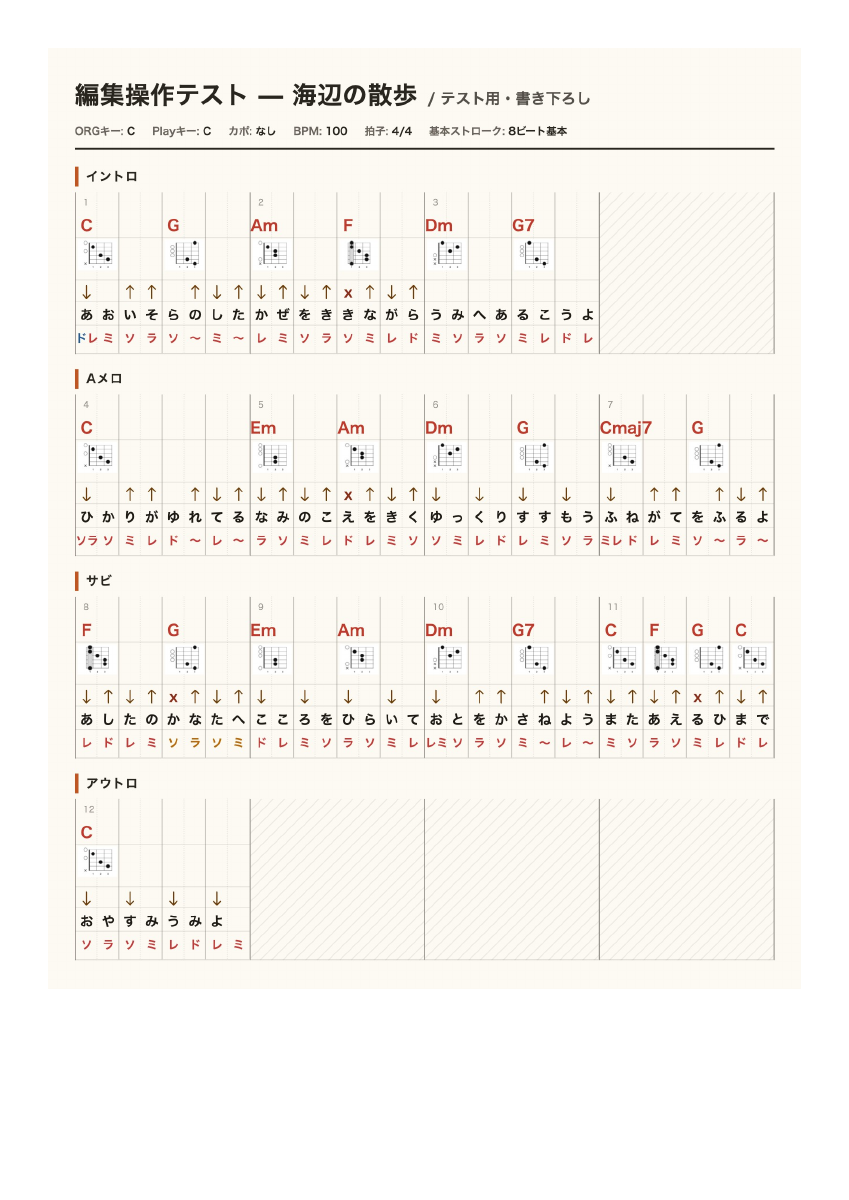 編集操作テスト — 海辺の散歩 / テスト用・書き下ろし
ORGキー: C Playキー: C カポ: なし BPM: 100 拍子: 4/4 基本ストローク: 8ビート基本
イントロ
1 2 3
C G Am F Dm G7
↓ ↑ ↑ ↑ ↓ ↑ ↓ ↑ ↓ ↑ x ↑ ↓ ↑
あ お い そ ら の し た か ぜ を き き な が ら う み へ あ る こ う よ
ドレ ミ ソ ラ ソ 〜 ミ 〜 レ ミ ソ ラ ソ ミ レ ド ミ ソ ラ ソ ミ レ ド レ
Aメロ
4 5 6 7
C Em Am Dm G Cmaj7 G
↓ ↑ ↑ ↑ ↓ ↑ ↓ ↑ ↓ ↑ x ↑ ↓ ↑ ↓ ↓ ↓ ↓ ↓ ↑ ↑ ↑ ↓ ↑
ひ か り が ゆ れ て る な み の こ え を き く ゆ っ く り す す も う ふ ね が て を ふ る よ
ソラ ソ ミ レ ド 〜 レ 〜 ラ ソ ミ レ ド レ ミ ソ ソ ミ レ ド レ ミ ソ ラ ミレ ド レ ミ ソ 〜 ラ 〜
サビ
8 9 10 11
F G Em Am Dm G7 C F G C
↓ ↑ ↓ ↑ x ↑ ↓ ↑ ↓ ↓ ↓ ↓ ↓ ↑ ↑ ↑ ↓ ↑ ↓ ↑ ↓ ↑ x ↑ ↓ ↑
あ し た の か な た へ こ こ ろ を ひ ら い て お と を か さ ね よ う ま た あ え る ひ ま で
レ ド レ ミ ソ ラ ソ ミ ド レ ミ ソ ラ ソ ミ レ レミ ソ ラ ソ ミ 〜 レ 〜 ミ ソ ラ ソ ミ レ ド レ
アウトロ
12
C
↓ ↓ ↓ ↓
お や す み う み よ
ソ ラ ソ ミ レ ド レ ミ